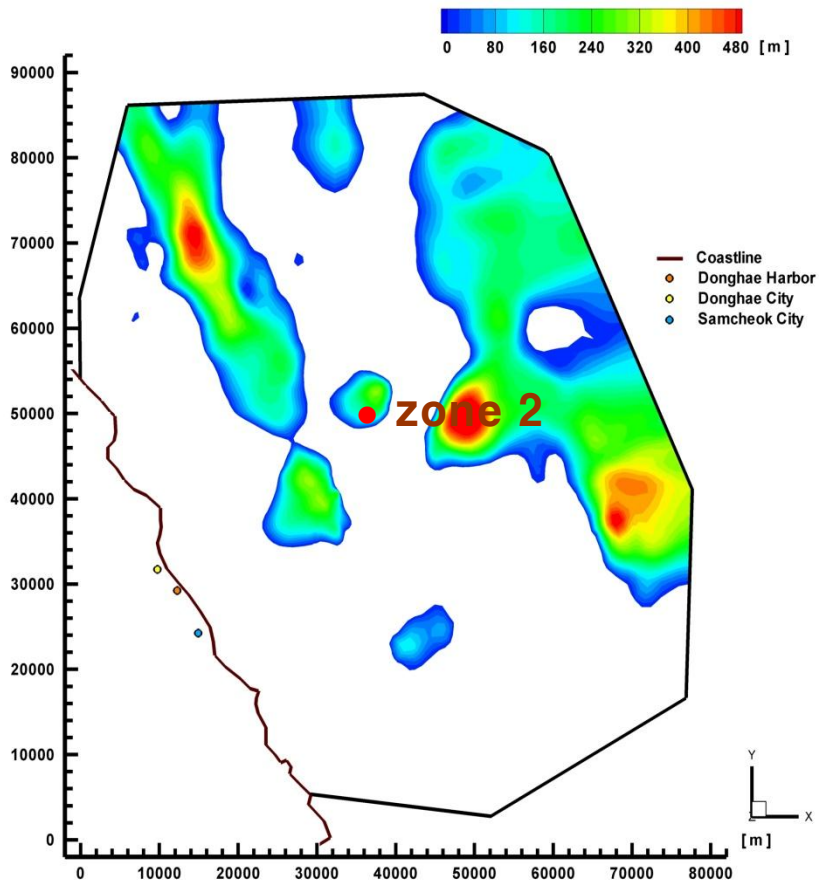 0 80 160 240 320 400 480 [ m ]
90000
80000
70000
60000
50000
40000
30000
20000
10000
0
Coastline
Donghae Harbor
Donghae City
Samcheok City
zone 2
Y
Z X
[ m ]
0 10000 20000 30000 40000 50000 60000 70000 80000